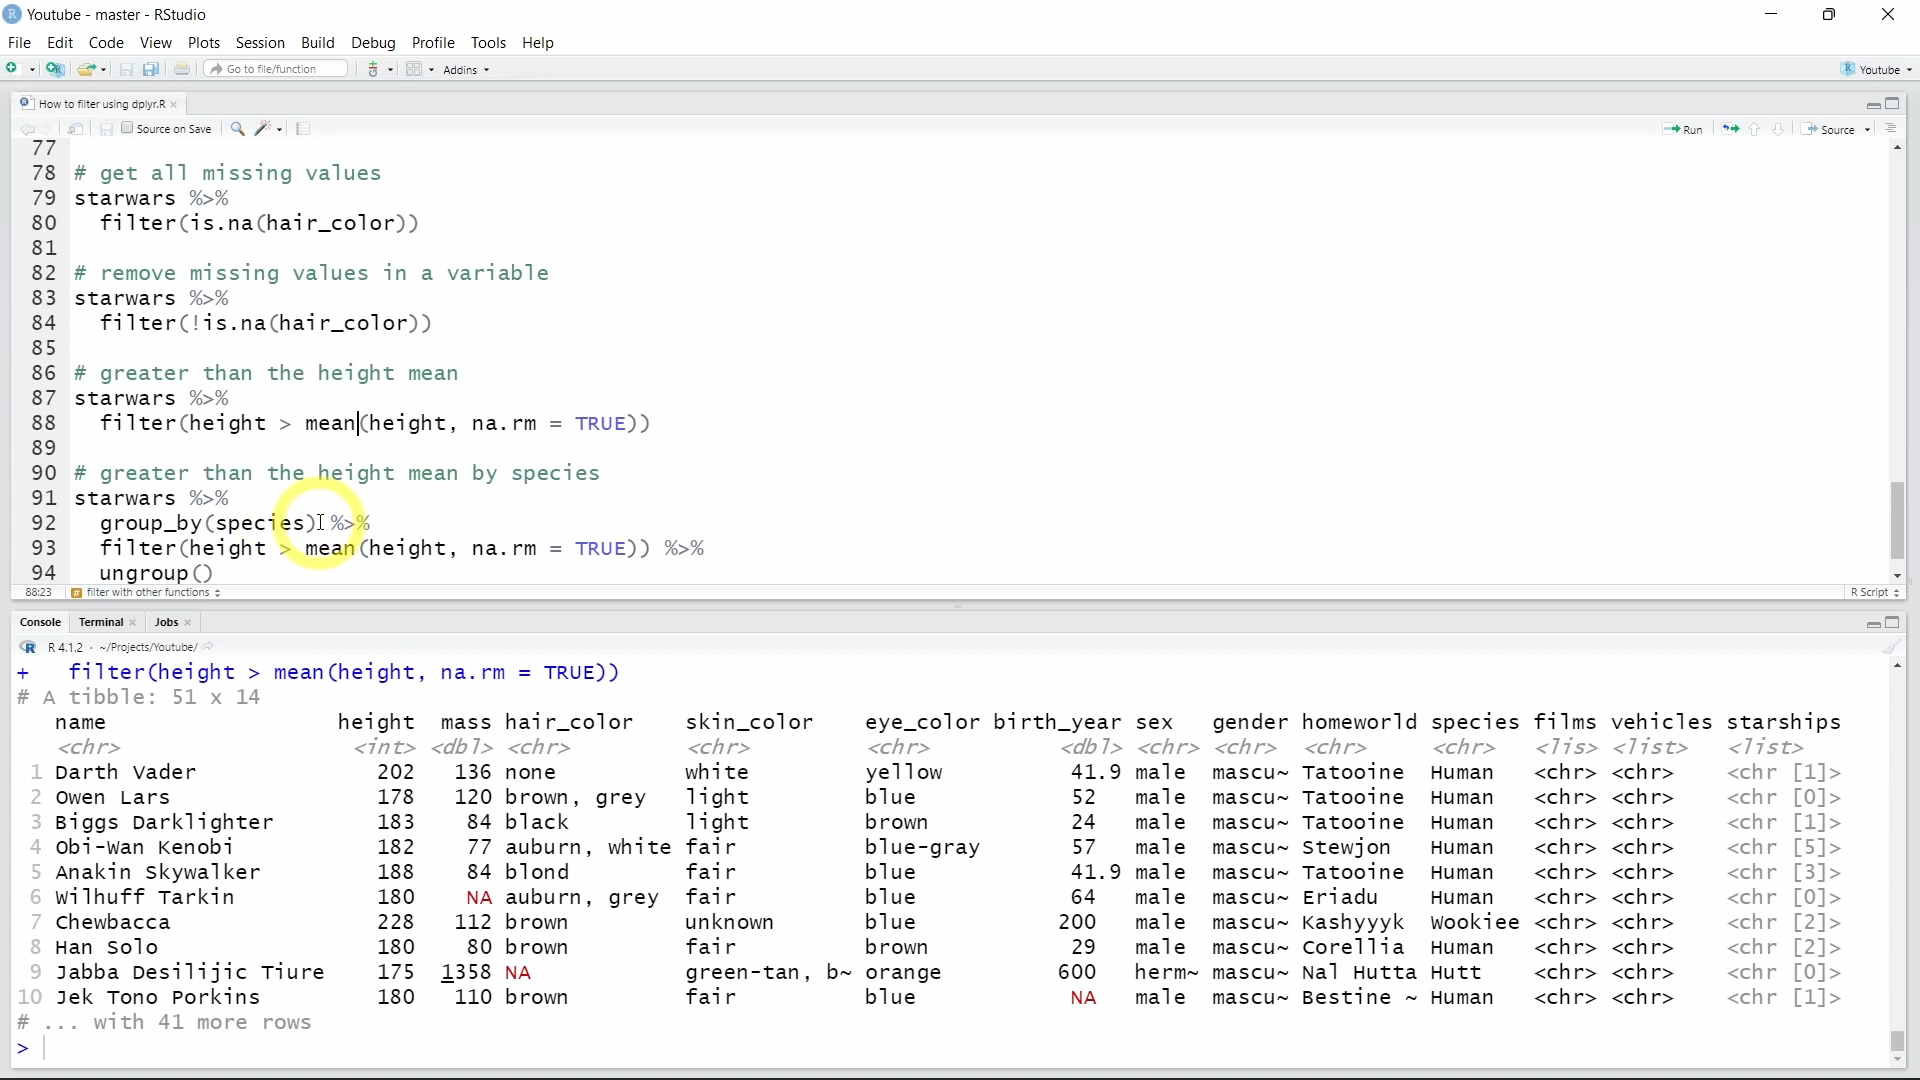 Youtube - master - RStudio
File Edit Code View Plots Session Build Debug Profile Tools Help
Go to file/function Addins Youtube
How to filter using dplyr.R
Source on Save Run Source
77
78 # get all missing values
79 starwars %>%
80 filter(is.na(hair_color))
81
82 # remove missing values in a variable
83 starwars %>%
84 filter(!is.na(hair_color))
85
86 # greater than the height mean
87 starwars %>%
88 filter(height > mean(height, na.rm = TRUE))
89
90 # greater than the height mean by species
91 starwars %>%
92 group_by(species) %>%
93 filter(height > mean(height, na.rm = TRUE)) %>%
94 ungroup()
88:23 # filter with other functions R Script
Console Terminal Jobs
R 4.1.2 · ~/Projects/Youtube/
+ filter(height > mean(height, na.rm = TRUE))
# A tibble: 51 x 14
name height mass hair_color skin_color eye_color birth_year sex gender homeworld species films vehicles starships
<chr> <int> <dbl> <chr> <chr> <chr> <dbl> <chr> <chr> <chr> <chr> <lis> <list> <list>
1 Darth Vader 202 136 none white yellow 41.9 male mascu~ Tatooine Human <chr> <chr> <chr [1]>
2 Owen Lars 178 120 brown, grey light blue 52 male mascu~ Tatooine Human <chr> <chr> <chr [0]>
3 Biggs Darklighter 183 84 black light brown 24 male mascu~ Tatooine Human <chr> <chr> <chr [1]>
4 Obi-Wan Kenobi 182 77 auburn, white fair blue-gray 57 male mascu~ Stewjon Human <chr> <chr> <chr [5]>
5 Anakin Skywalker 188 84 blond fair blue 41.9 male mascu~ Tatooine Human <chr> <chr> <chr [3]>
6 Wilhuff Tarkin 180 NA auburn, grey fair blue 64 male mascu~ Eriadu Human <chr> <chr> <chr [0]>
7 Chewbacca 228 112 brown unknown blue 200 male mascu~ Kashyyyk Wookiee <chr> <chr> <chr [2]>
8 Han Solo 180 80 brown fair brown 29 male mascu~ Corellia Human <chr> <chr> <chr [2]>
9 Jabba Desilijic Tiure 175 1358 NA green-tan, b~ orange 600 herm~ mascu~ Nal Hutta Hutt <chr> <chr> <chr [0]>
10 Jek Tono Porkins 180 110 brown fair blue NA male mascu~ Bestine ~ Human <chr> <chr> <chr [1]>
# ... with 41 more rows
>